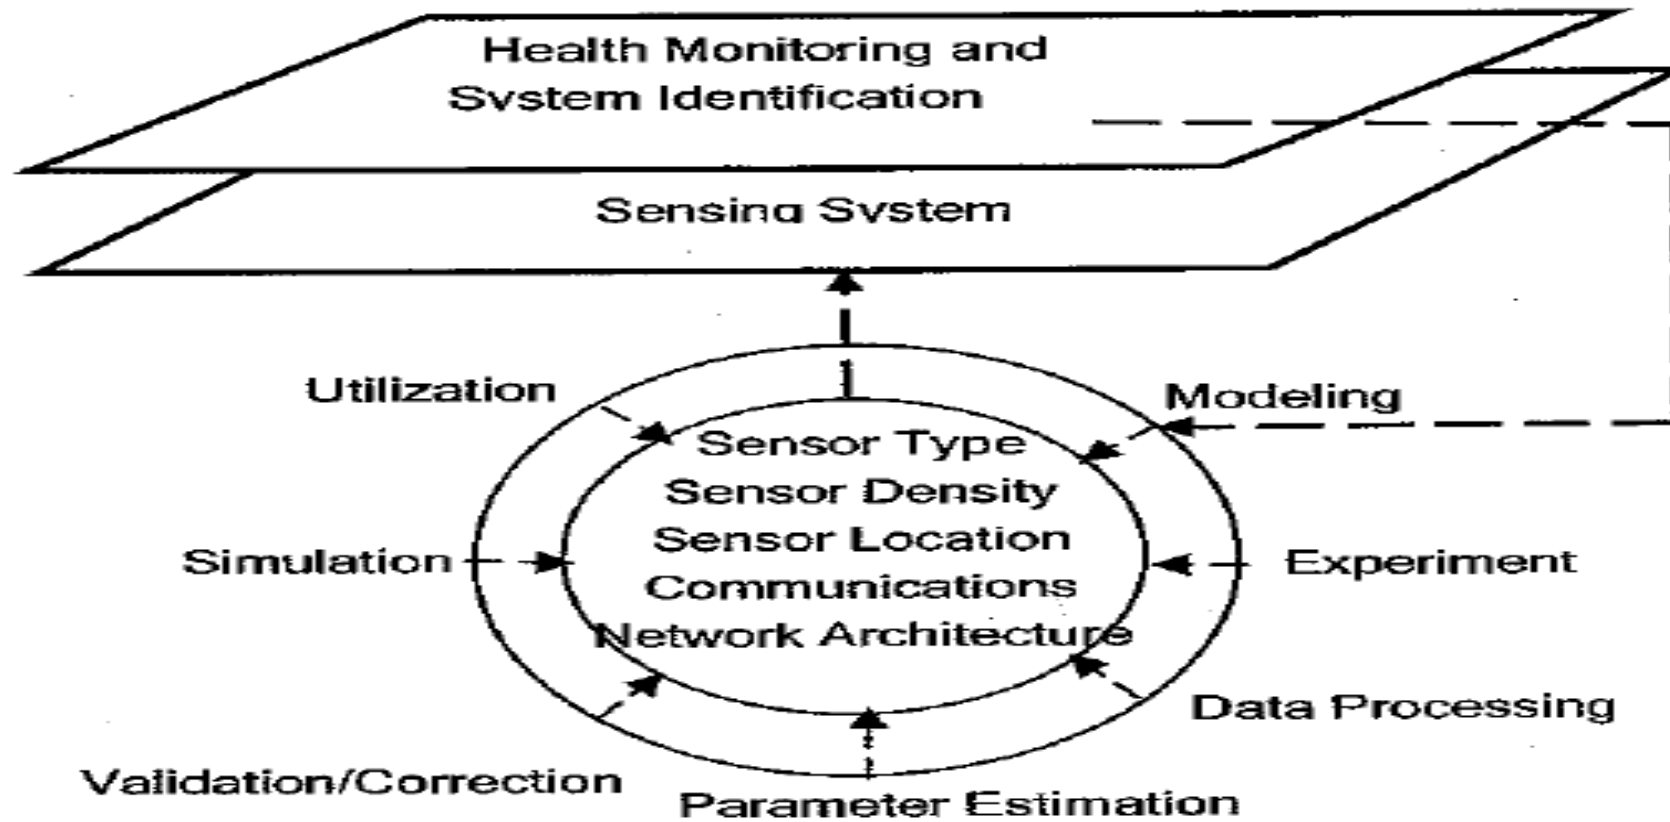 Health Monitoring and
System Identification
Sensing System
Utilization
Modeling
Sensor Type
Sensor Density
Sensor Location
Communications
Network Architecture
Simulation
Experiment
Data Processing
Validation/Correction
Parameter Estimation